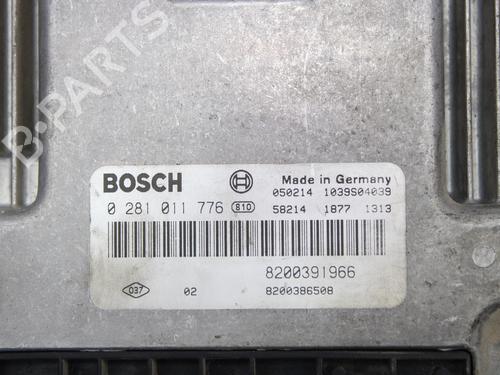 B-PARTS
BOSCH Made in Germany
050214 1039S04039
0 281 011 776 810 58214 1877 1313
8200391966
037 02 8200386508